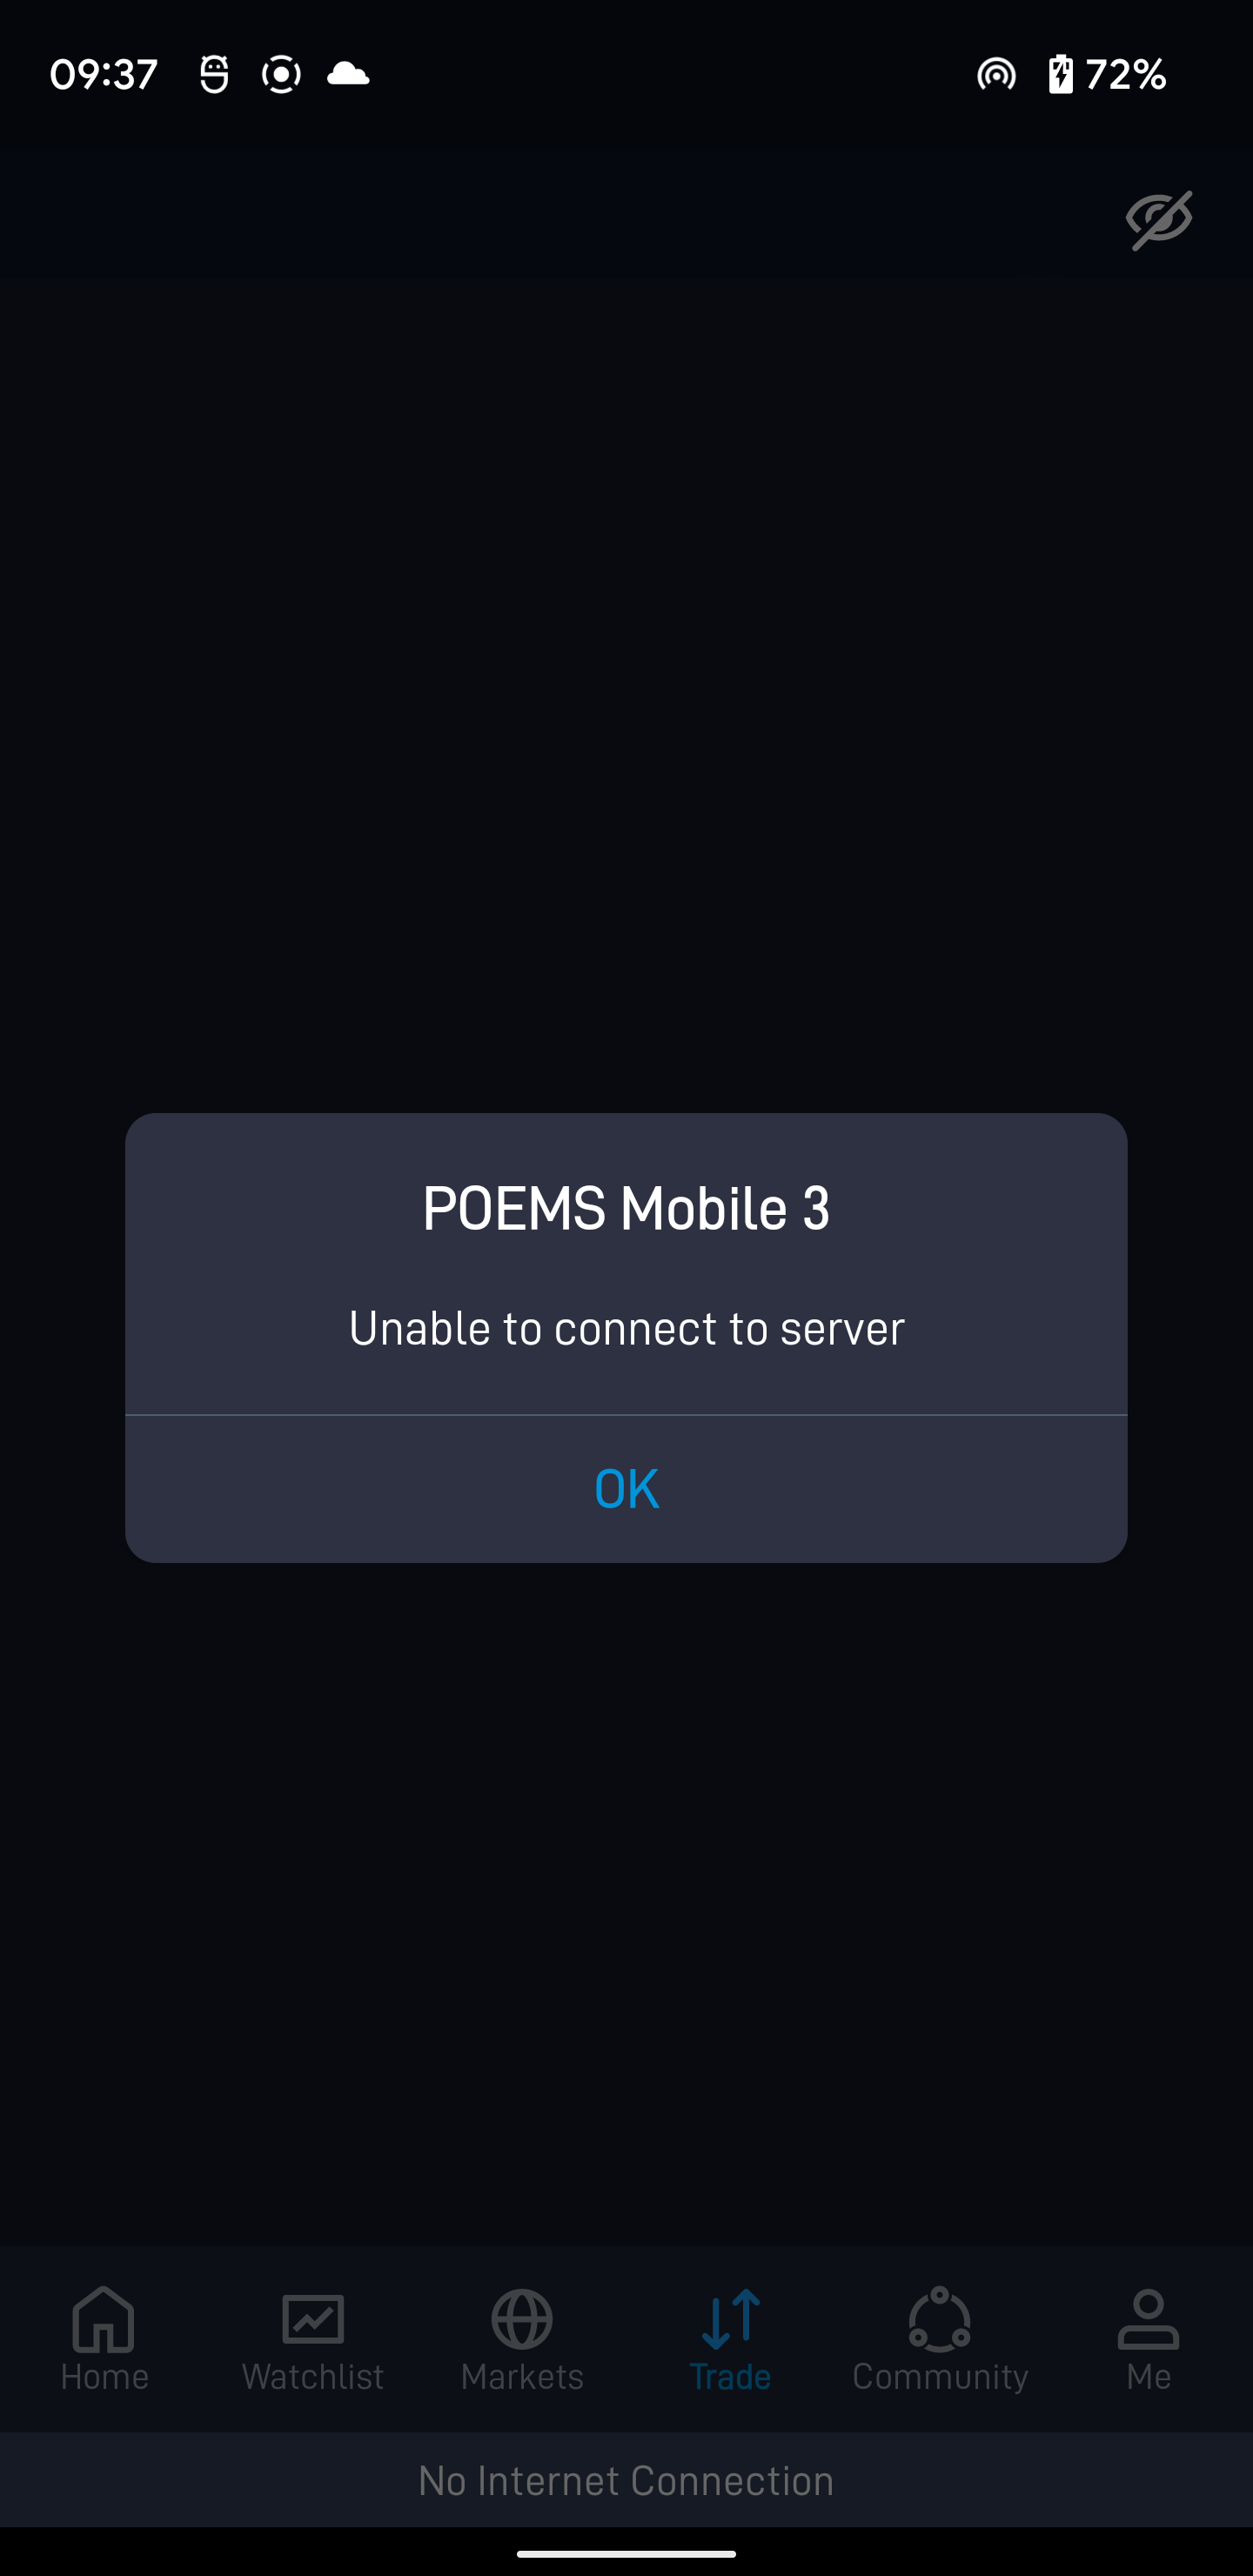 09:37
72%
POEMS Mobile 3
Unable to connect to server
OK
Home Watchlist Markets Trade Community Me
No Internet Connection